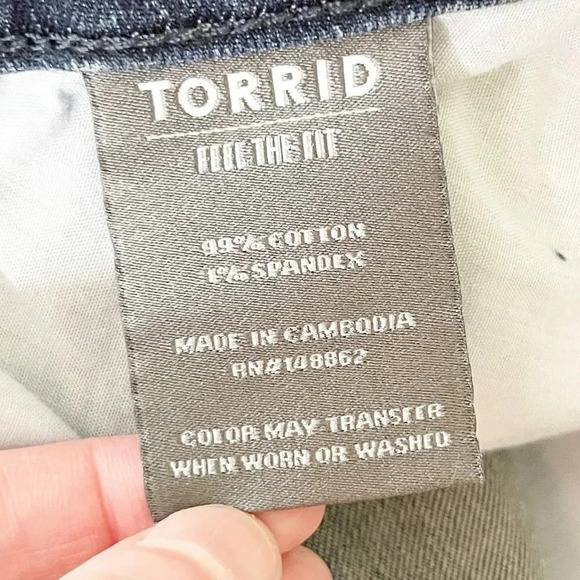 TORRID
FEEL THE FIT
99% COTTON
1% SPANDEX
MADE IN CAMBODIA
RN#148862
COLOR MAY TRANSFER
WHEN WORN OR WASHED